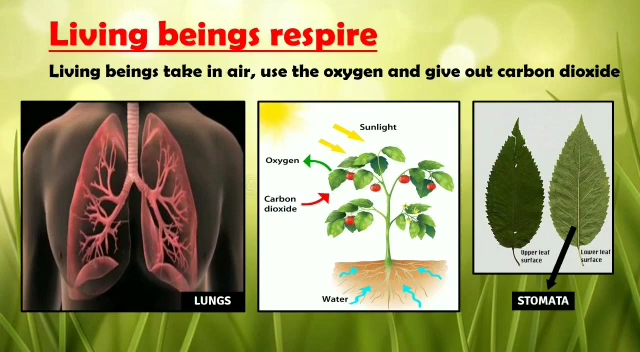 Living beings respire
Living beings take in air, use the oxygen and give out carbon dioxide
LUNGS
Sunlight
Oxygen
Carbon
dioxide
Water
Upper leaf
surface
Lower leaf
surface
STOMATA